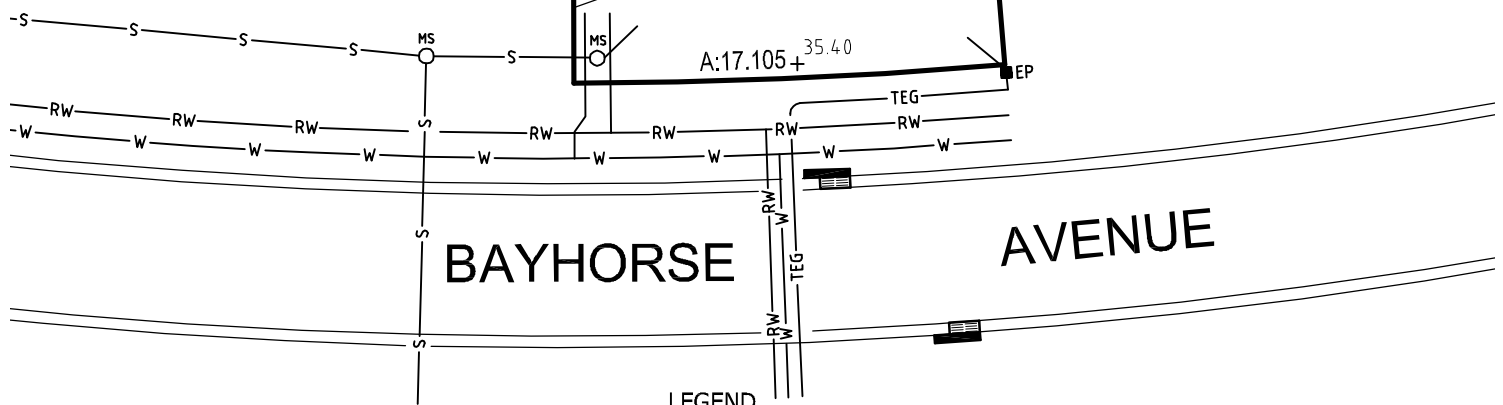 S S S S MS S MS
A:17.105 35.40
EP
TEG
RW RW RW RW RW RW RW
W W W W W W W W W
S
RW W
S
BAYHORSE AVENUE
TEG
RW W
S
LEGEND